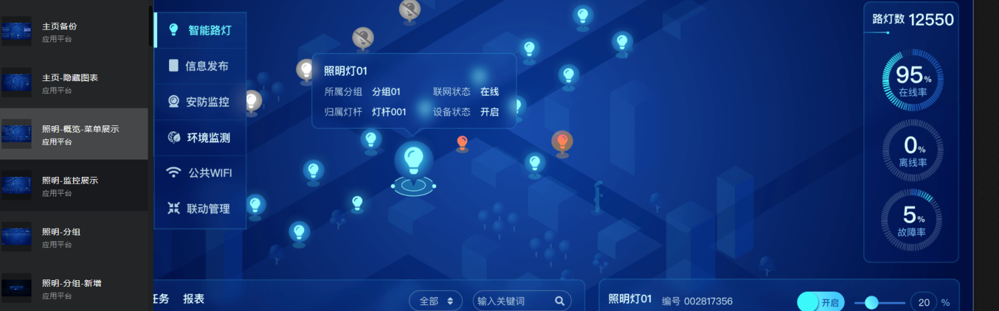 主页备份
应用平台
主页-隐藏图表
应用平台
照明-概览-菜单展示
应用平台
照明-监控展示
应用平台
照明-分组
应用平台
照明-分组-新增
应用平台
智能路灯
信息发布
安防监控
环境监测
公共WIFI
联动管理
照明灯01
所属分组 分组01 联网状态 在线
归属灯杆 灯杆001 设备状态 开启
路灯数 12550
95%
在线率
0%
离线率
5%
故障率
任务 报表 全部 输入关键词
照明灯01 编号 002817356 开启 20 %